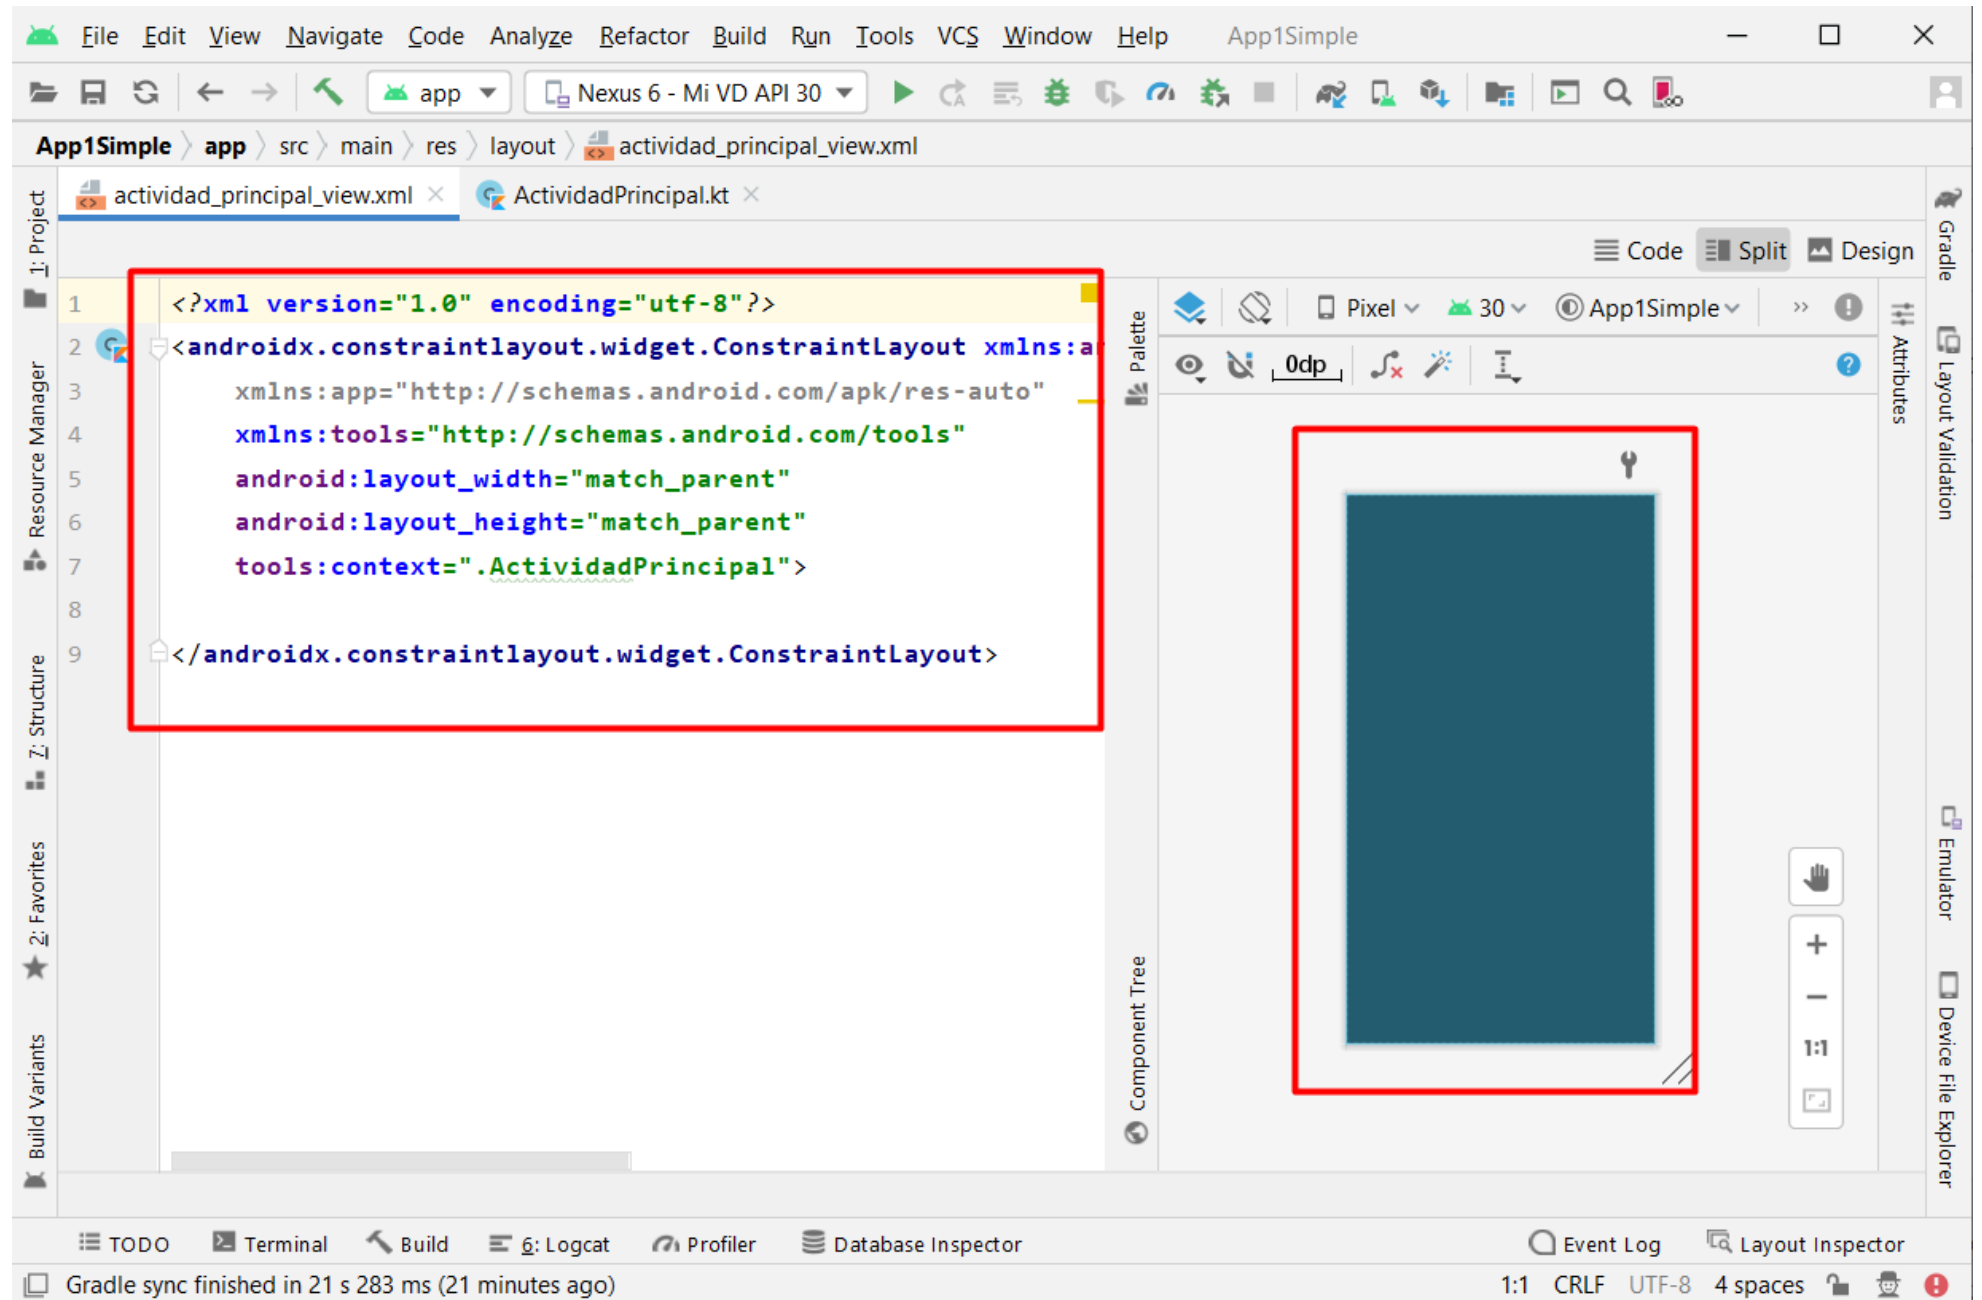 File Edit View Navigate Code Analyze Refactor Build Run Tools VCS Window Help App1Simple
app Nexus 6 - Mi VD API 30
App1Simple app src main res layout actividad_principal_view.xml
actividad_principal_view.xml ActividadPrincipal.kt
Code Split Design
1: Project
Resource Manager
7: Structure
2: Favorites
Build Variants
1 <?xml version="1.0" encoding="utf-8"?>
2 <androidx.constraintlayout.widget.ConstraintLayout xmlns:a
3 xmlns:app="http://schemas.android.com/apk/res-auto"
4 xmlns:tools="http://schemas.android.com/tools"
5 android:layout_width="match_parent"
6 android:layout_height="match_parent"
7 tools:context=".ActividadPrincipal">
8
9 </androidx.constraintlayout.widget.ConstraintLayout>
Palette
Component Tree
Pixel 30 App1Simple
0dp
1:1
Attributes
Gradle
Layout Validation
Emulator
Device File Explorer
TODO Terminal Build 6: Logcat Profiler Database Inspector Event Log Layout Inspector
Gradle sync finished in 21 s 283 ms (21 minutes ago) 1:1 CRLF UTF-8 4 spaces